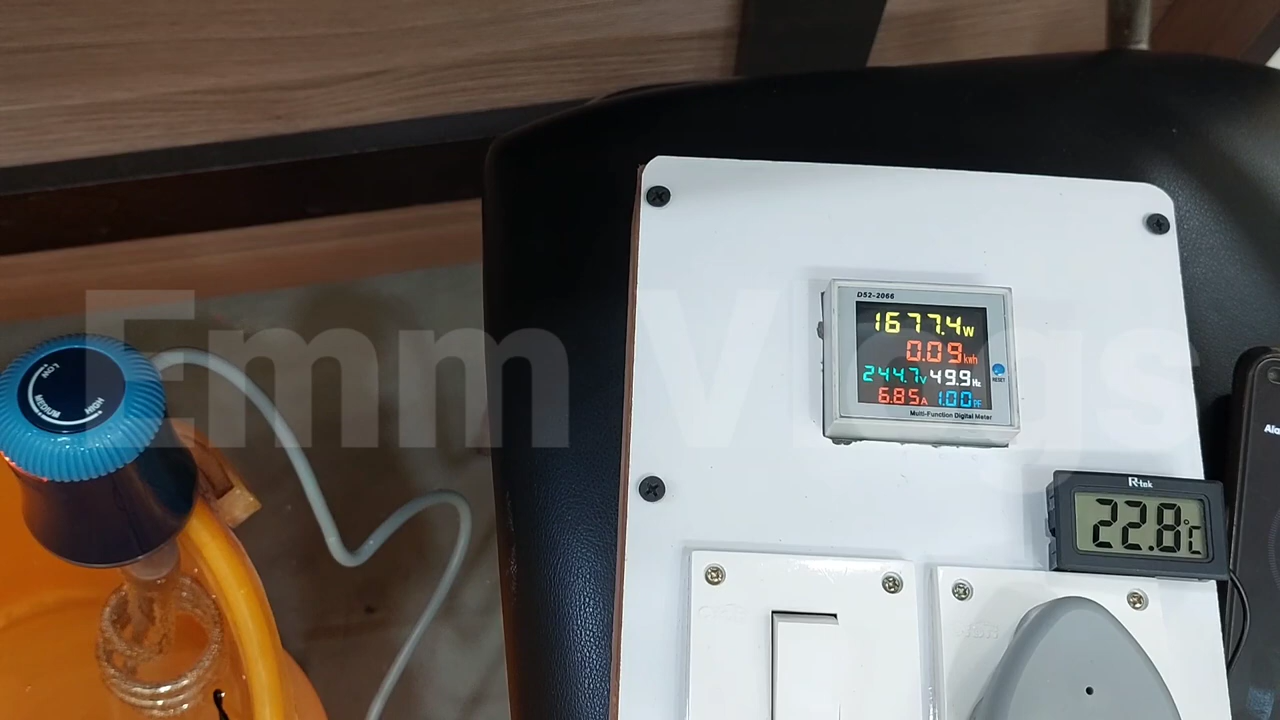 Emm Vlogs
D52-2066
1677.4W
0.09kWh
244.7V 49.9Hz
6.85A 1.00PF
RESET
Multi-Function Digital Meter
LOW
MEDIUM
HIGH
R-tek
22.8°C